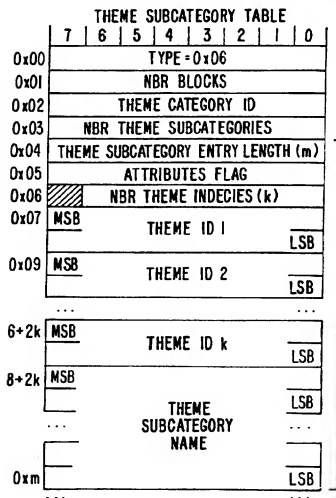 THEME SUBCATEGORY TABLE
7 6 5 4 3 2 1 0
0x00 TYPE = 0x06
0x01 NBR BLOCKS
0x02 THEME CATEGORY ID
0x03 NBR THEME SUBCATEGORIES
0x04 THEME SUBCATEGORY ENTRY LENGTH (m)
0x05 ATTRIBUTES FLAG
0x06 NBR THEME INDECIES (k)
0x07 MSB THEME ID 1 LSB
0x09 MSB THEME ID 2 LSB
... ...
6+2k MSB THEME ID k LSB
8+2k MSB LSB
THEME
... SUBCATEGORY ...
NAME
0xm LSB
... ...